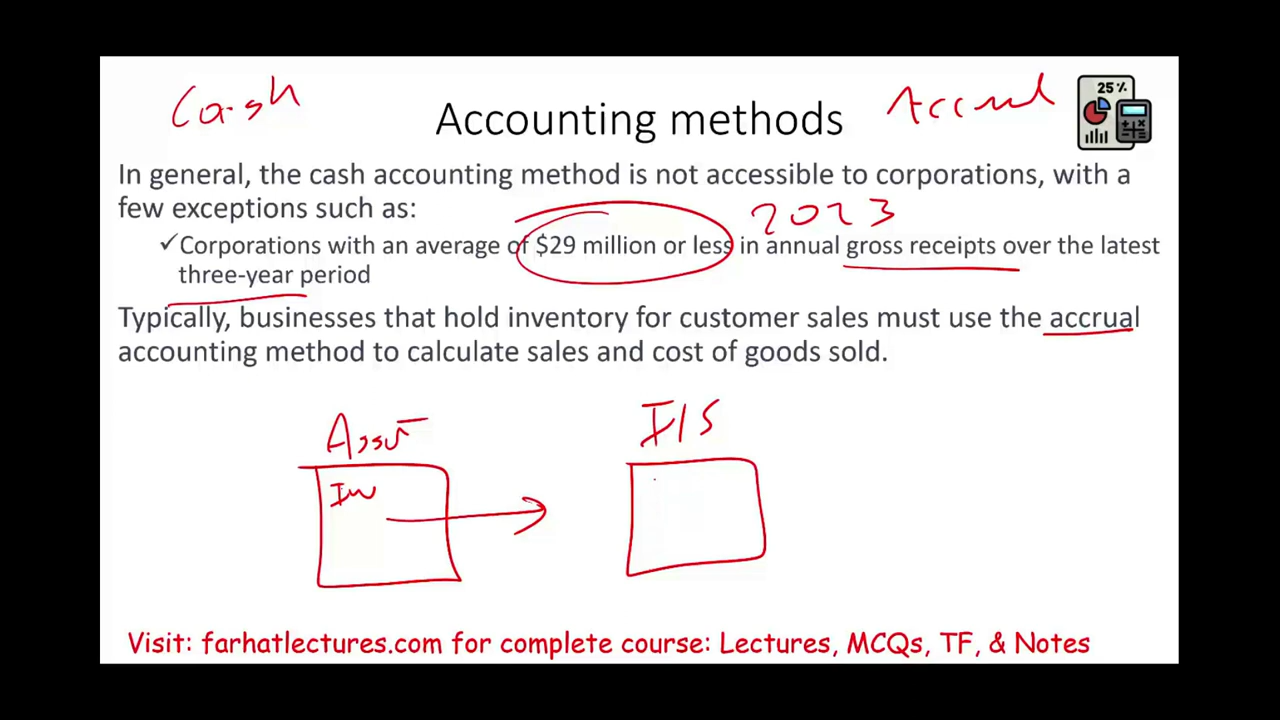 Cash
Accounting methods
Accrul
25%
In general, the cash accounting method is not accessible to corporations, with a
few exceptions such as:
2023
✓Corporations with an average of $29 million or less in annual gross receipts over the latest
three-year period
Typically, businesses that hold inventory for customer sales must use the accrual
accounting method to calculate sales and cost of goods sold.
Asset
I/S
Inv
Visit: farhatlectures.com for complete course: Lectures, MCQs, TF, & Notes